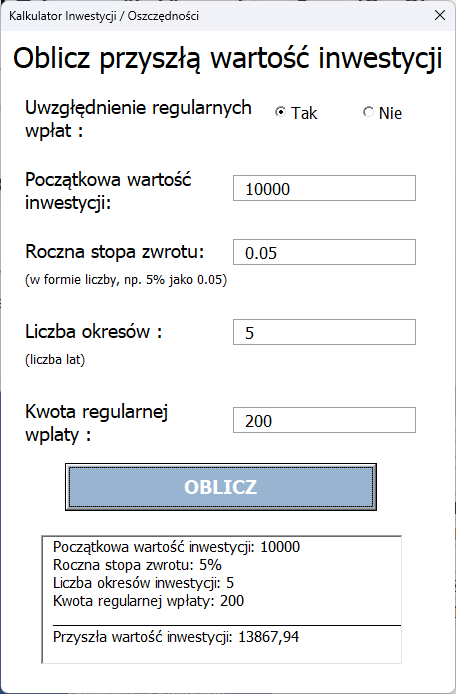 Kalkulator Inwestycji / Oszczędności
Oblicz przyszłą wartość inwestycji
Uwzględnienie regularnych
wpłat :
Tak
Nie
Początkowa wartość
inwestycji:
10000
Roczna stopa zwrotu:
0.05
(w formie liczby, np. 5% jako 0.05)
Liczba okresów :
5
(liczba lat)
Kwota regularnej
wplaty :
200
OBLICZ
Początkowa wartość inwestycji: 10000
Roczna stopa zwrotu: 5%
Liczba okresów inwestycji: 5
Kwota regularnej wpłaty: 200
Przyszła wartość inwestycji: 13867,94